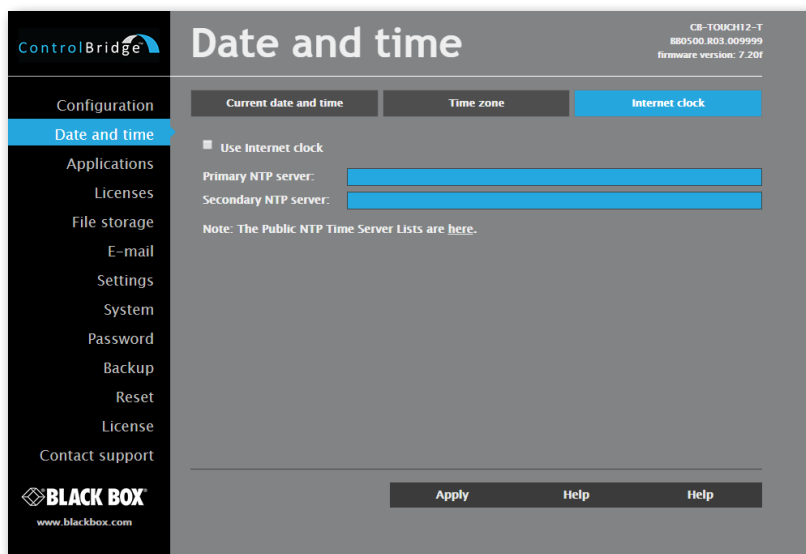 ControlBridge
Date and time
CB-TOUCH12-T
BB0500.R03.009999
firmware version: 7.20f
Configuration
Date and time
Applications
Licenses
File storage
E-mail
Settings
System
Password
Backup
Reset
License
Contact support
BLACK BOX®
www.blackbox.com
Current date and time
Time zone
Internet clock
Use Internet clock
Primary NTP server:
Secondary NTP server:
Note: The Public NTP Time Server Lists are here.
Apply
Help
Help